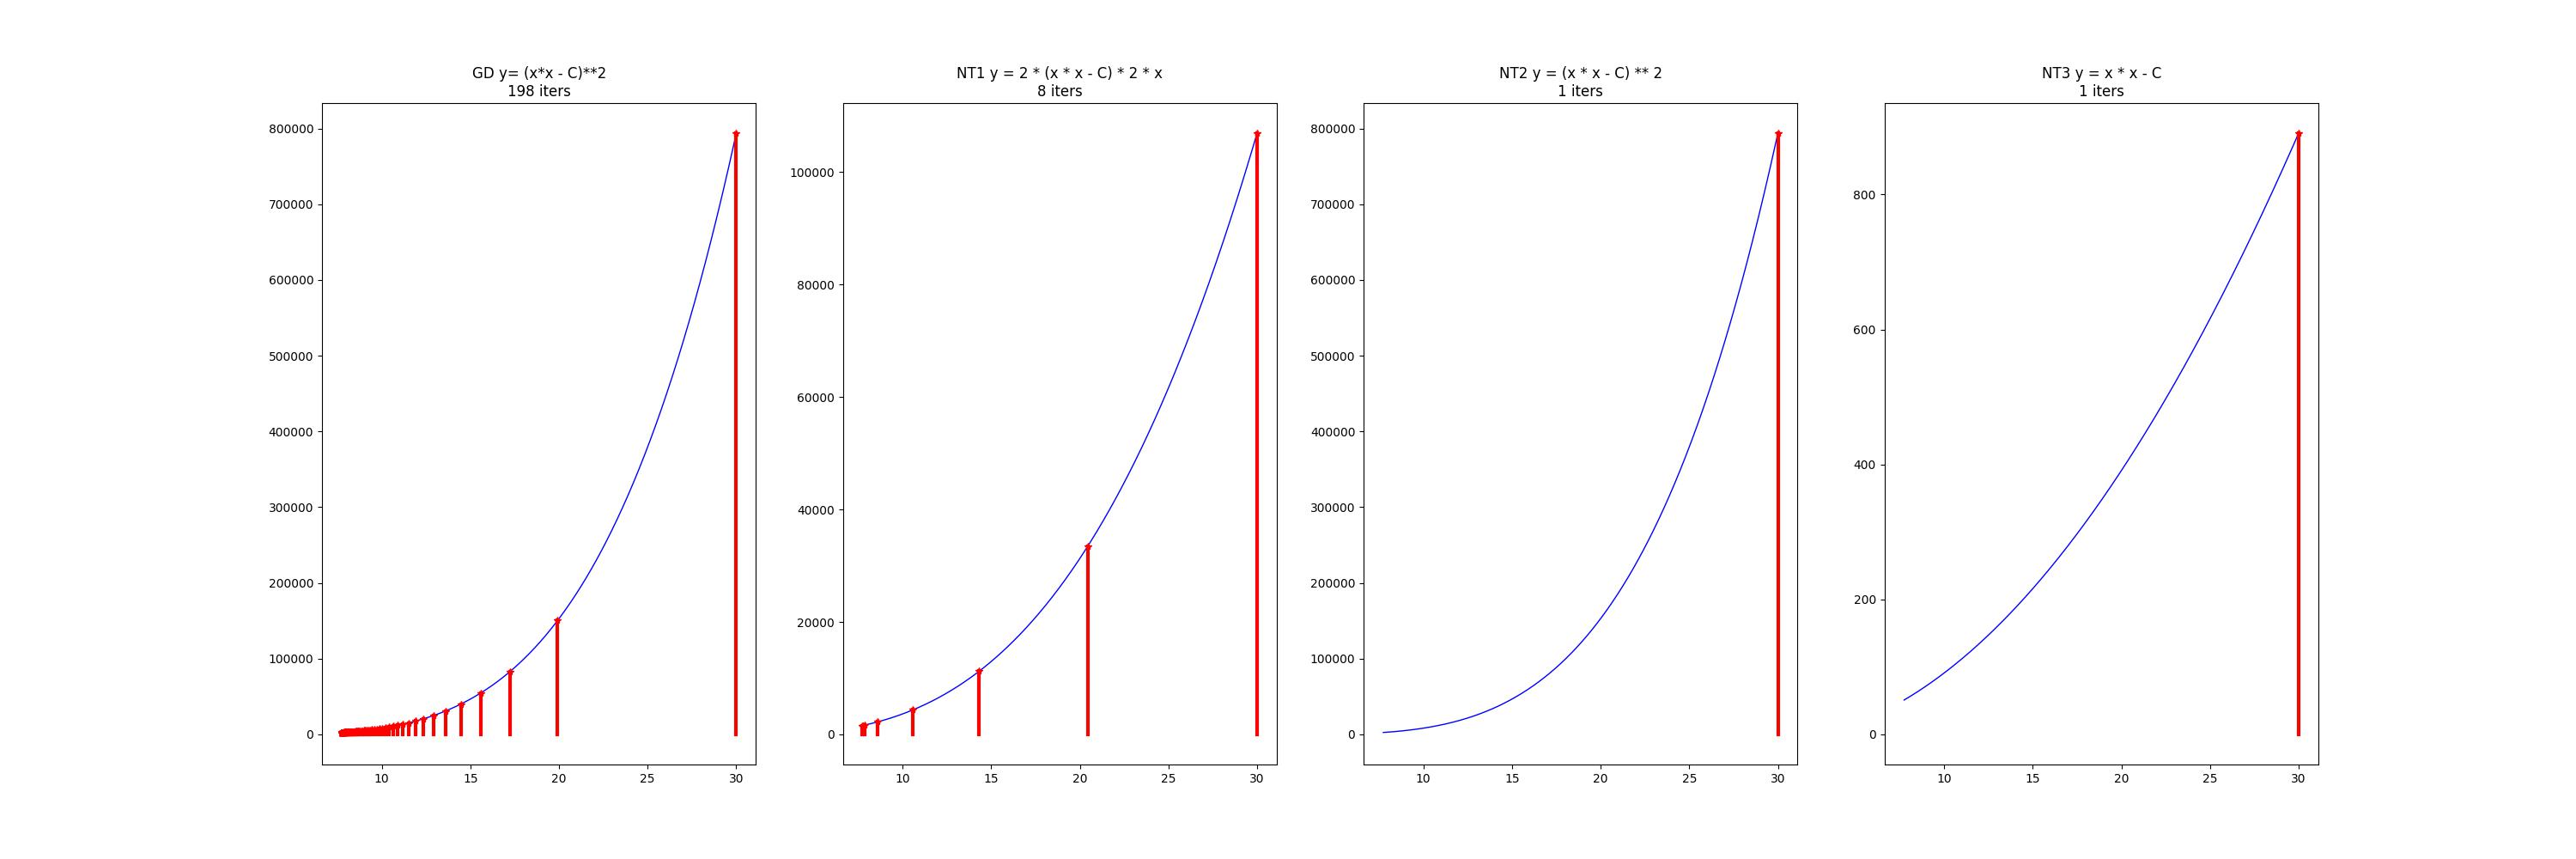 GD y= (x*x - C)**2
198 iters
800000
700000
600000
500000
400000
300000
200000
100000
0
10 15 20 25 30
NT1 y = 2 * (x * x - C) * 2 * x
8 iters
100000
80000
60000
40000
20000
0
10 15 20 25 30
NT2 y = (x * x - C) ** 2
1 iters
800000
700000
600000
500000
400000
300000
200000
100000
0
10 15 20 25 30
NT3 y = x * x - C
1 iters
800
600
400
200
0
10 15 20 25 30